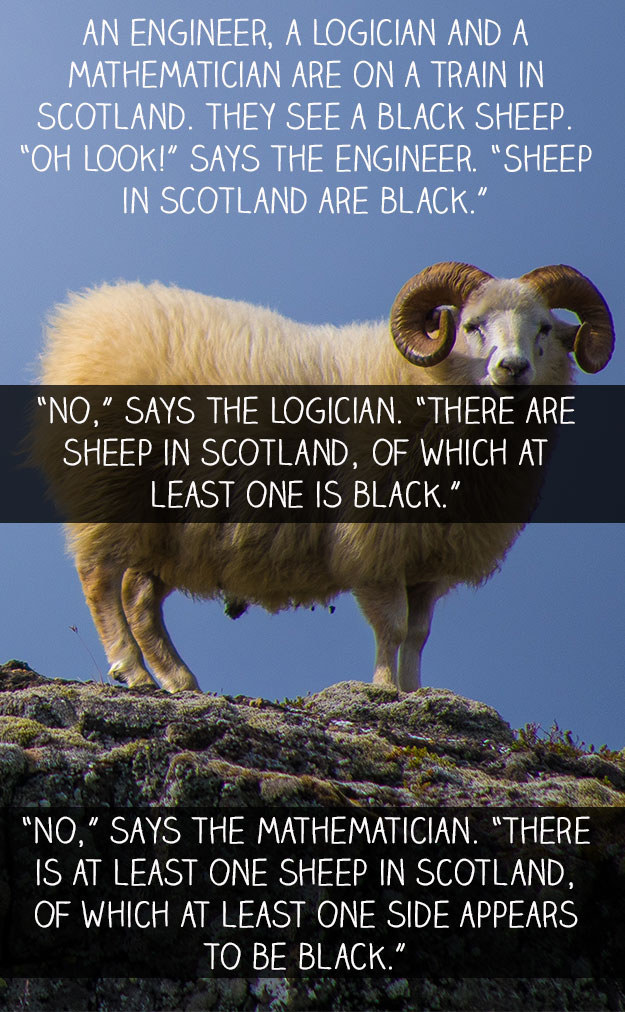 AN ENGINEER, A LOGICIAN AND A
MATHEMATICIAN ARE ON A TRAIN IN
SCOTLAND. THEY SEE A BLACK SHEEP.
"OH LOOK!" SAYS THE ENGINEER. "SHEEP
IN SCOTLAND ARE BLACK."
"NO," SAYS THE LOGICIAN. "THERE ARE
SHEEP IN SCOTLAND, OF WHICH AT
LEAST ONE IS BLACK."
"NO," SAYS THE MATHEMATICIAN. "THERE
IS AT LEAST ONE SHEEP IN SCOTLAND,
OF WHICH AT LEAST ONE SIDE APPEARS
TO BE BLACK."